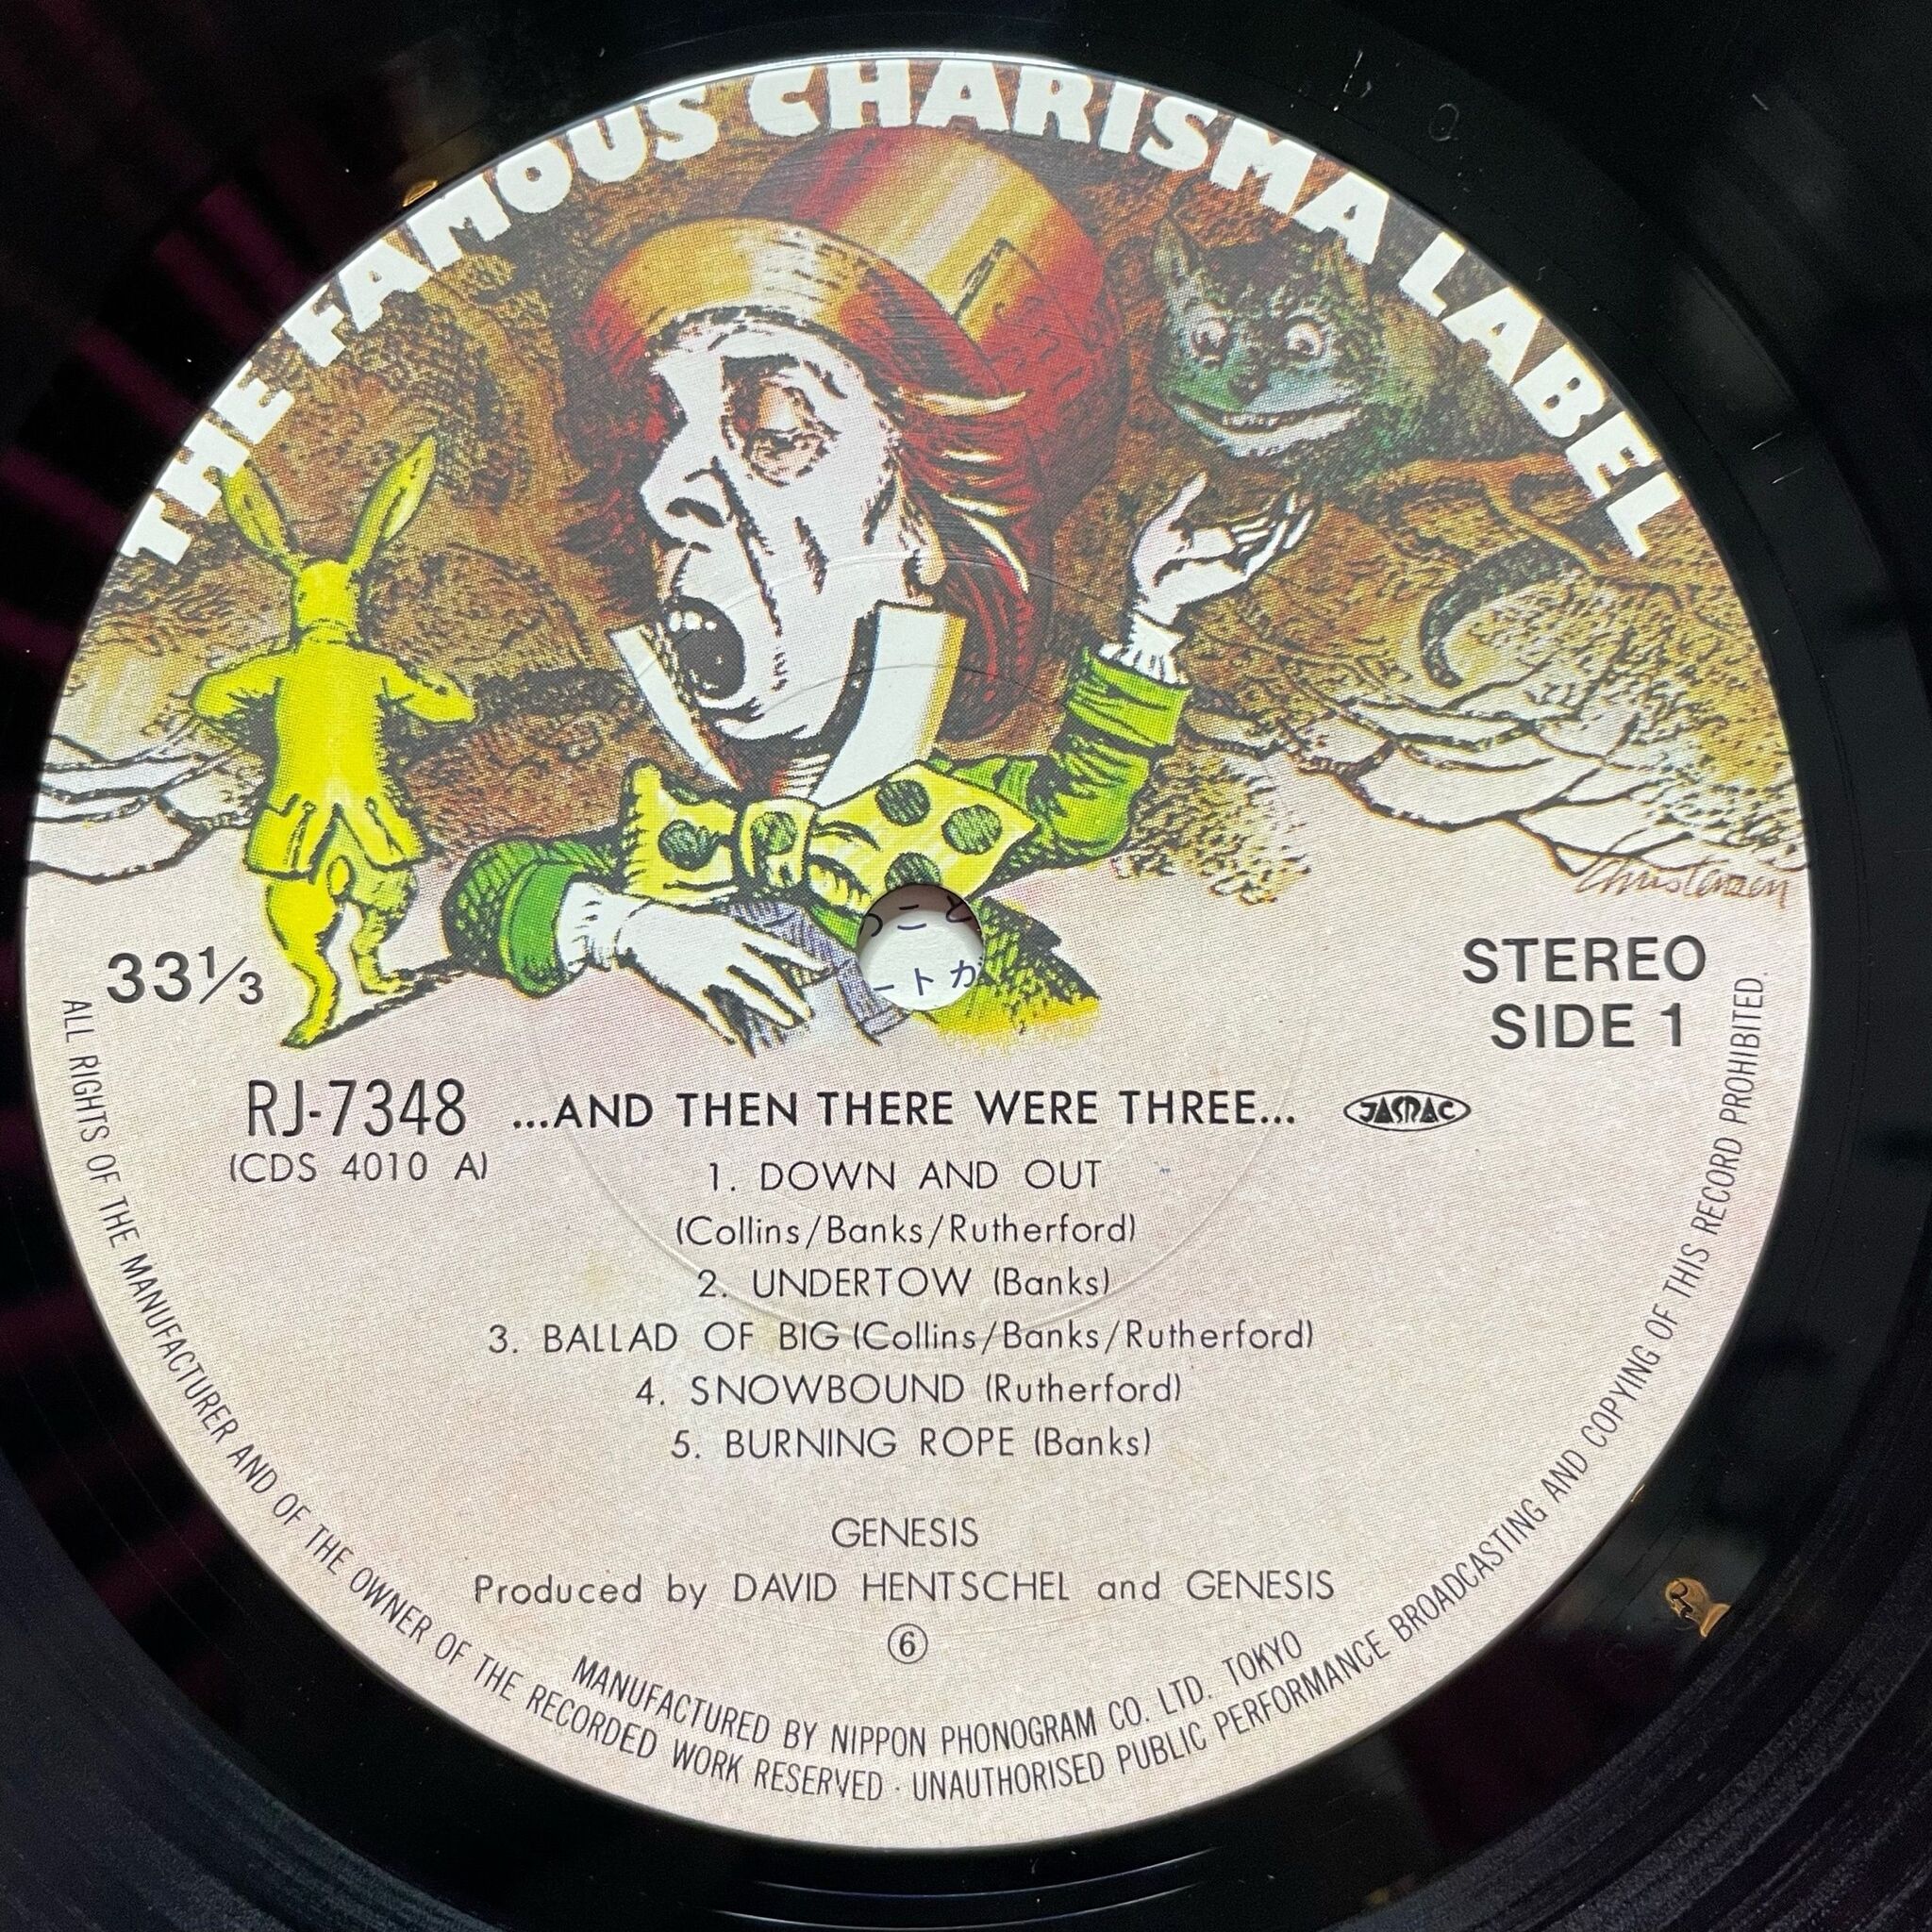 THE FAMOUS CHARISMA LABEL
Christensen
33⅓
STEREO
SIDE 1
RJ-7348
(CDS 4010 A)
...AND THEN THERE WERE THREE...
JASRAC
1. DOWN AND OUT
(Collins/Banks/Rutherford)
2. UNDERTOW (Banks)
3. BALLAD OF BIG (Collins/Banks/Rutherford)
4. SNOWBOUND (Rutherford)
5. BURNING ROPE (Banks)
GENESIS
Produced by DAVID HENTSCHEL and GENESIS
⑥
MANUFACTURED BY NIPPON PHONOGRAM CO. LTD. TOKYO
ALL RIGHTS OF THE MANUFACTURER AND OF THE OWNER OF THE RECORDED WORK RESERVED · UNAUTHORISED PUBLIC PERFORMANCE BROADCASTING AND COPYING OF THIS RECORD PROHIBITED.